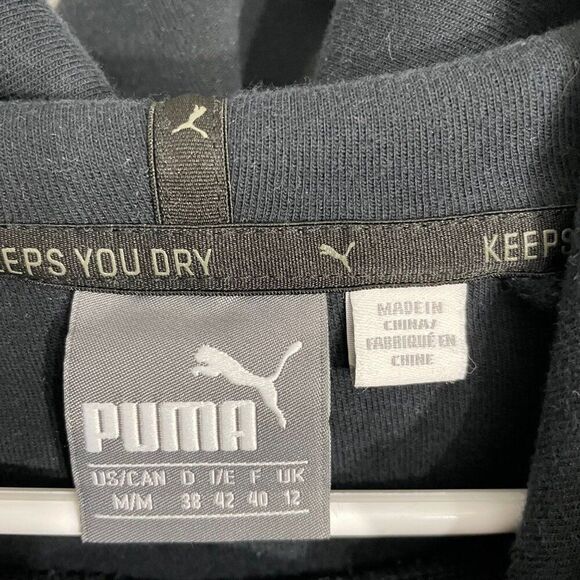 EEPS YOU DRY
KEEPS
MADE IN
CHINA/
FABRIQUÉ EN
CHINE
PUMA
US/CAN D I/E F UK
M/M 38 42 40 12